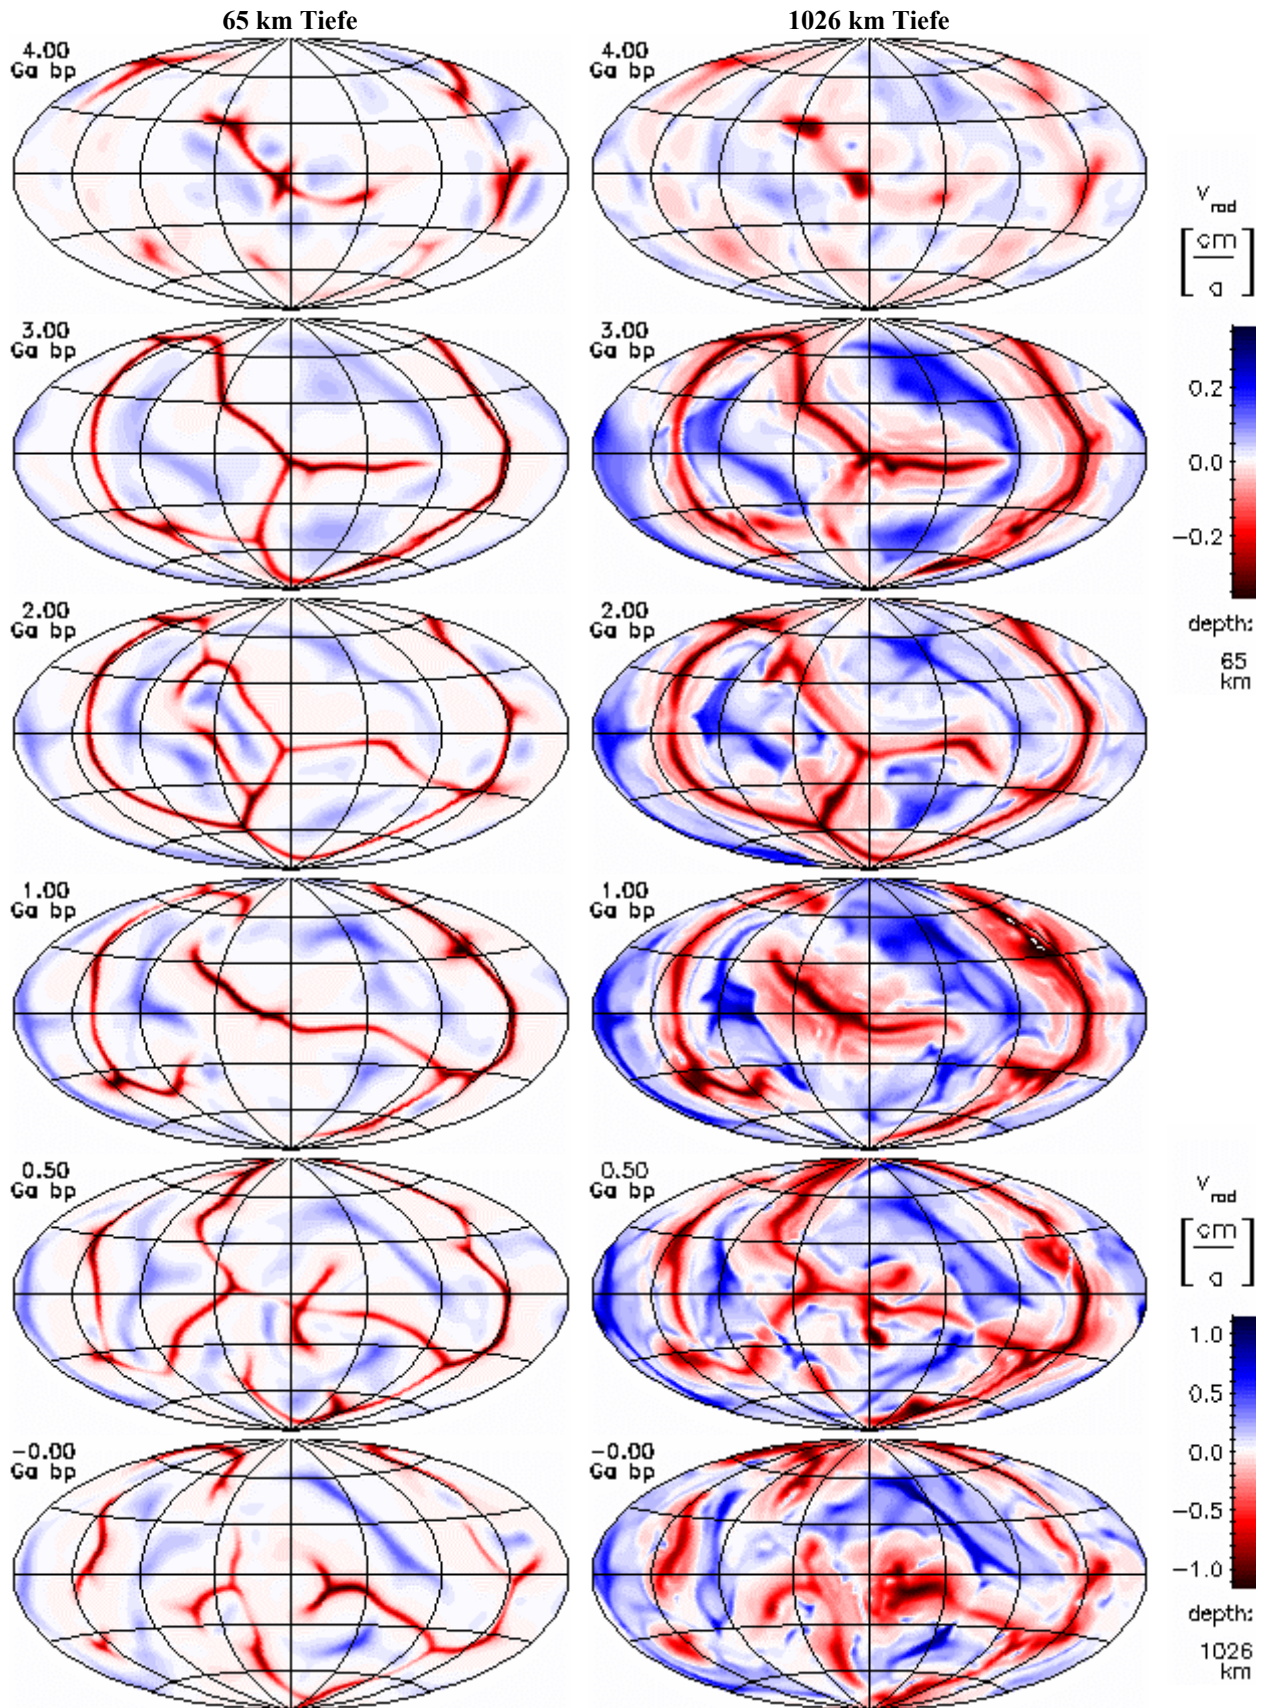 65 km Tiefe
1026 km Tiefe
4.00
Ga bp
4.00
Ga bp
3.00
Ga bp
3.00
Ga bp
2.00
Ga bp
2.00
Ga bp
1.00
Ga bp
1.00
Ga bp
0.50
Ga bp
0.50
Ga bp
-0.00
Ga bp
-0.00
Ga bp
v rad
[cm/a]
0.2
0.0
-0.2
depth:
65
km
v rad
[cm/a]
1.0
0.5
0.0
-0.5
-1.0
depth:
1026
km